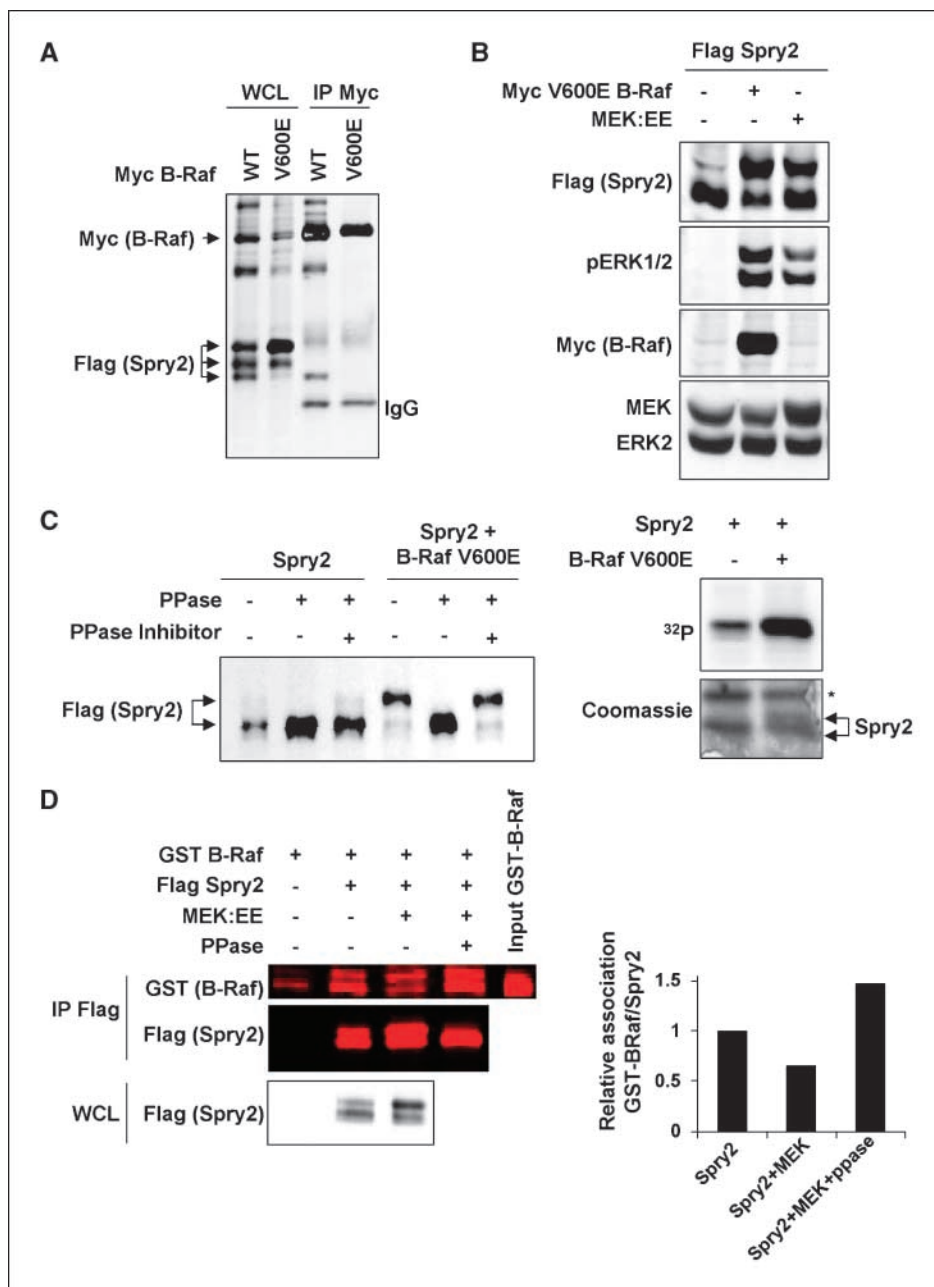 A
WCL IP Myc
Myc B-Raf WT V600E WT V600E
Myc (B-Raf)
Flag (Spry2)
IgG
B
Flag Spry2
Myc V600E B-Raf - + -
MEK:EE - - +
Flag (Spry2)
pERK1/2
Myc (B-Raf)
MEK
ERK2
C
Spry2 Spry2 + B-Raf V600E
PPase - + + - + +
PPase Inhibitor - - + - - +
Flag (Spry2)
Spry2 + +
B-Raf V600E - +
32P
Coomassie
*
Spry2
D
GST B-Raf + + + +
Flag Spry2 - + + +
MEK:EE - - + +
PPase - - - +
Input GST-B-Raf
IP Flag
GST (B-Raf)
Flag (Spry2)
WCL
Flag (Spry2)
Relative association
GST-BRaf/Spry2
1.5
1
0.5
0
Spry2
Spry2+MEK
Spry2+MEK+ppase